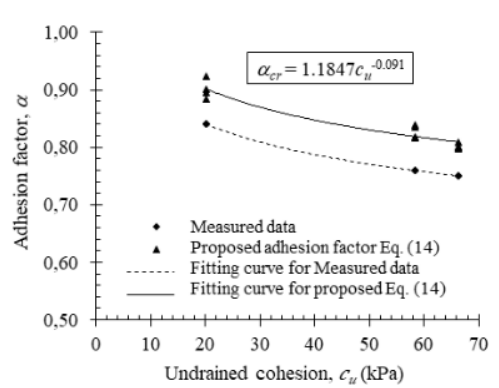 1,00
0,90
0,80
0,70
0,60
0,50
Adhesion factor, α
α_cr = 1.1847c_u^-0.091
Measured data
Proposed adhesion factor Eq. (14)
Fitting curve for Measured data
Fitting curve for proposed Eq. (14)
0 10 20 30 40 50 60 70
Undrained cohesion, c_u (kPa)